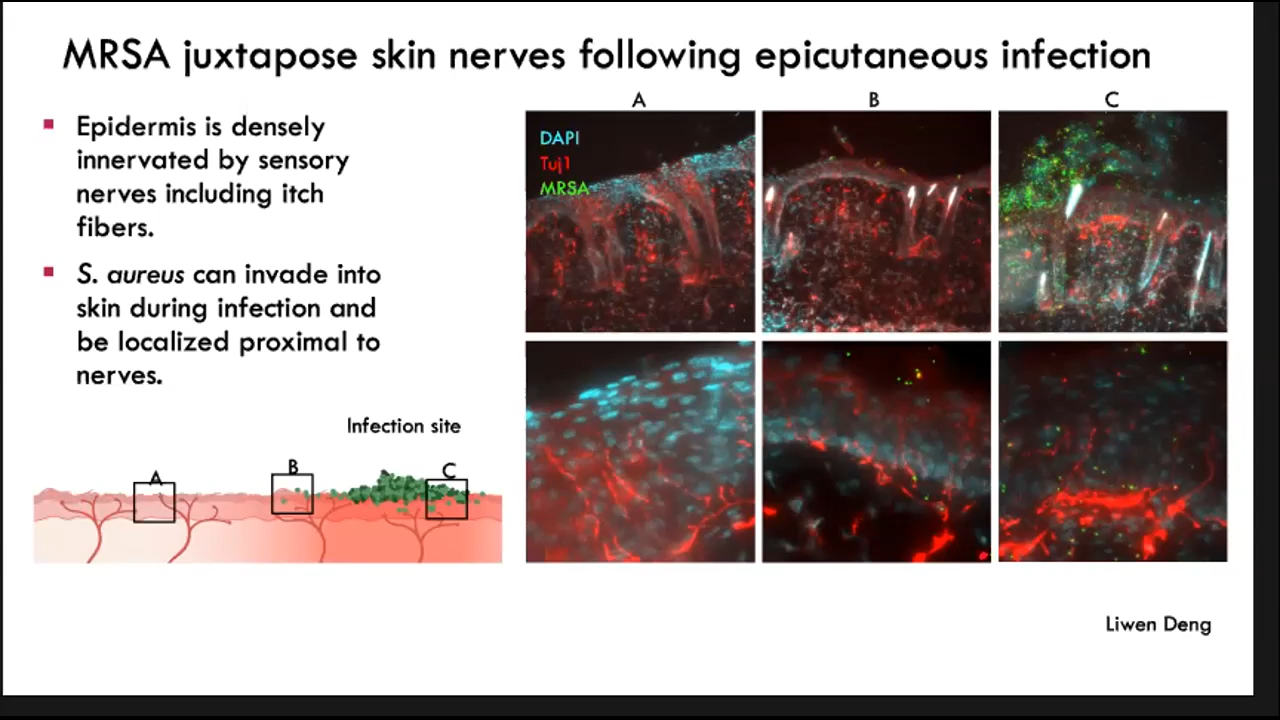 MRSA juxtapose skin nerves following epicutaneous infection
Epidermis is densely
innervated by sensory
nerves including itch
fibers.
S. aureus can invade into
skin during infection and
be localized proximal to
nerves.
Infection site
A
B
C
A
B
C
DAPI
Tuj1
MRSA
Liwen Deng